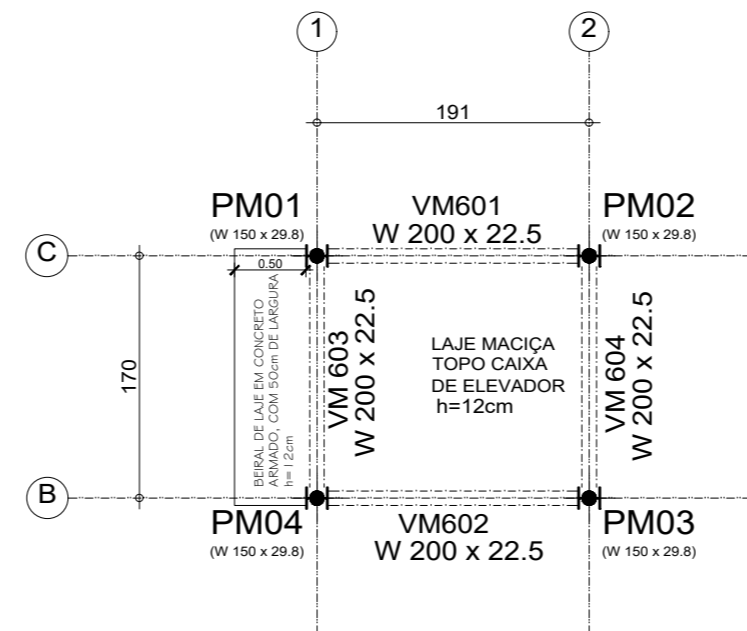 1
2
191
PM01
(W 150 x 29.8)
VM601
W 200 x 22.5
PM02
(W 150 x 29.8)
C
0.50
170
BEIRAL DE LAJE EM CONCRETO
ARMADO, COM 50cm DE LARGURA
h=12cm
VM 603
W 200 x 22.5
LAJE MACIÇA
TOPO CAIXA
DE ELEVADOR
h=12cm
VM 604
W 200 x 22.5
B
PM04
(W 150 x 29.8)
VM602
W 200 x 22.5
PM03
(W 150 x 29.8)